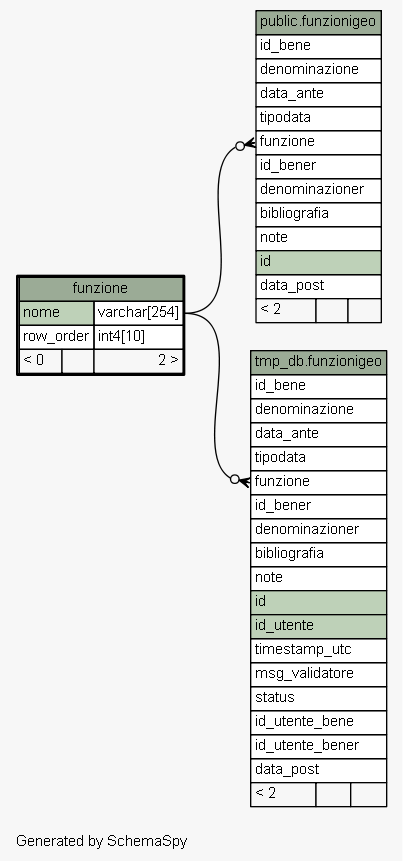 public.funzionigeo
id_bene
denominazione
data_ante
tipodata
funzione
id_bener
denominazioner
bibliografia
note
id
data_post
< 2
funzione
nome varchar[254]
row_order int4[10]
< 0 2 >
tmp_db.funzionigeo
id_bene
denominazione
data_ante
tipodata
funzione
id_bener
denominazioner
bibliografia
note
id
id_utente
timestamp_utc
msg_validatore
status
id_utente_bene
id_utente_bener
data_post
< 2
Generated by SchemaSpy